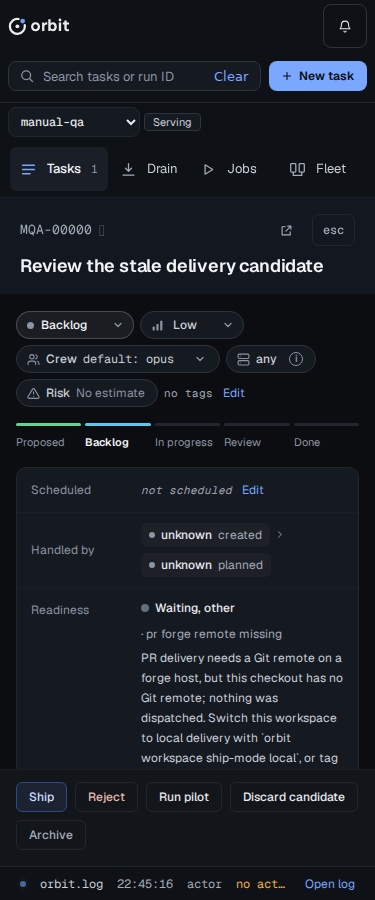 orbit
Search tasks or run ID Clear
+ New task
manual-qa Serving
Tasks 1 Drain Jobs Fleet
MQA-00000 esc
Review the stale delivery candidate
Backlog Low
Crew default: opus any
Risk No estimate no tags Edit
Proposed Backlog In progress Review Done
Scheduled not scheduled Edit
Handled by unknown created ›
unknown planned
Readiness Waiting, other
· pr forge remote missing
PR delivery needs a Git remote on a
forge host, but this checkout has no
Git remote; nothing was
dispatched. Switch this workspace
to local delivery with `orbit
workspace ship-mode local`, or tag
Ship Reject Run pilot Discard candidate
Archive
orbit.log 22:45:16 actor no act… Open log